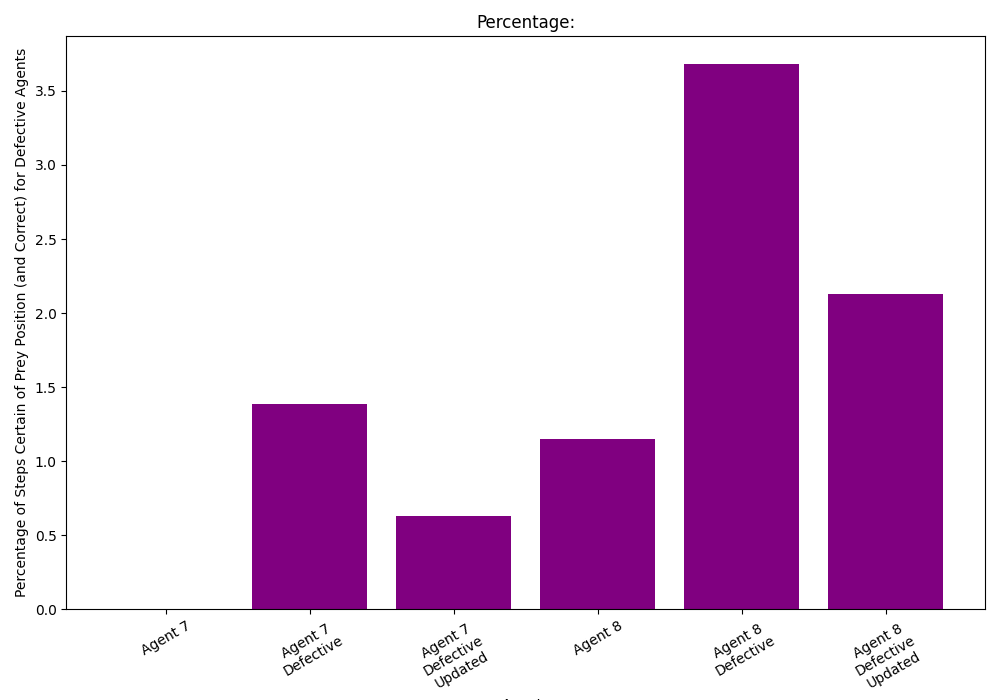 Percentage:
Percentage of Steps Certain of Prey Position (and Correct) for Defective Agents
3.5
3.0
2.5
2.0
1.5
1.0
0.5
0.0
Agent 7
Agent 7
Defective
Agent 7
Defective
Updated
Agent 8
Agent 8
Defective
Agent 8
Defective
Updated